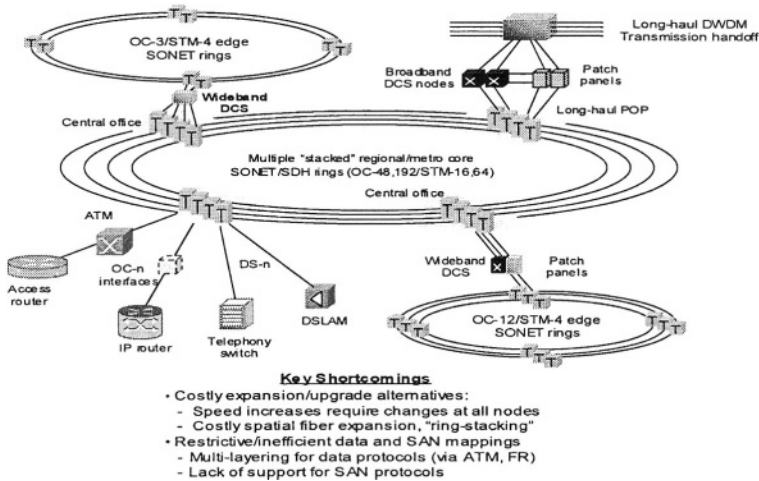 OC-3/STM-4 edge
SONET rings
Long-haul DWDM
Transmission handoff
Broadband
DCS nodes
Patch
panels
Wideband
DCS
Central office
Long-haul POP
T T T T
T T T T
Multiple "stacked" regional/metro core
SONET/SDH rings (OC-48,192/STM-16,64)
Central office
T T T T
T T T T
ATM
OC-n
interfaces
DS-n
Access
router
IP router
Telephony
switch
DSLAM
Wideband
DCS
Patch
panels
OC-12/STM-4 edge
SONET rings
Key Shortcomings
• Costly expansion/upgrade alternatives:
- Speed increases require changes at all nodes
- Costly spatial fiber expansion, "ring-stacking"
• Restrictive/inefficient data and SAN mappings
- Multi-layering for data protocols (via ATM, FR)
- Lack of support for SAN protocols